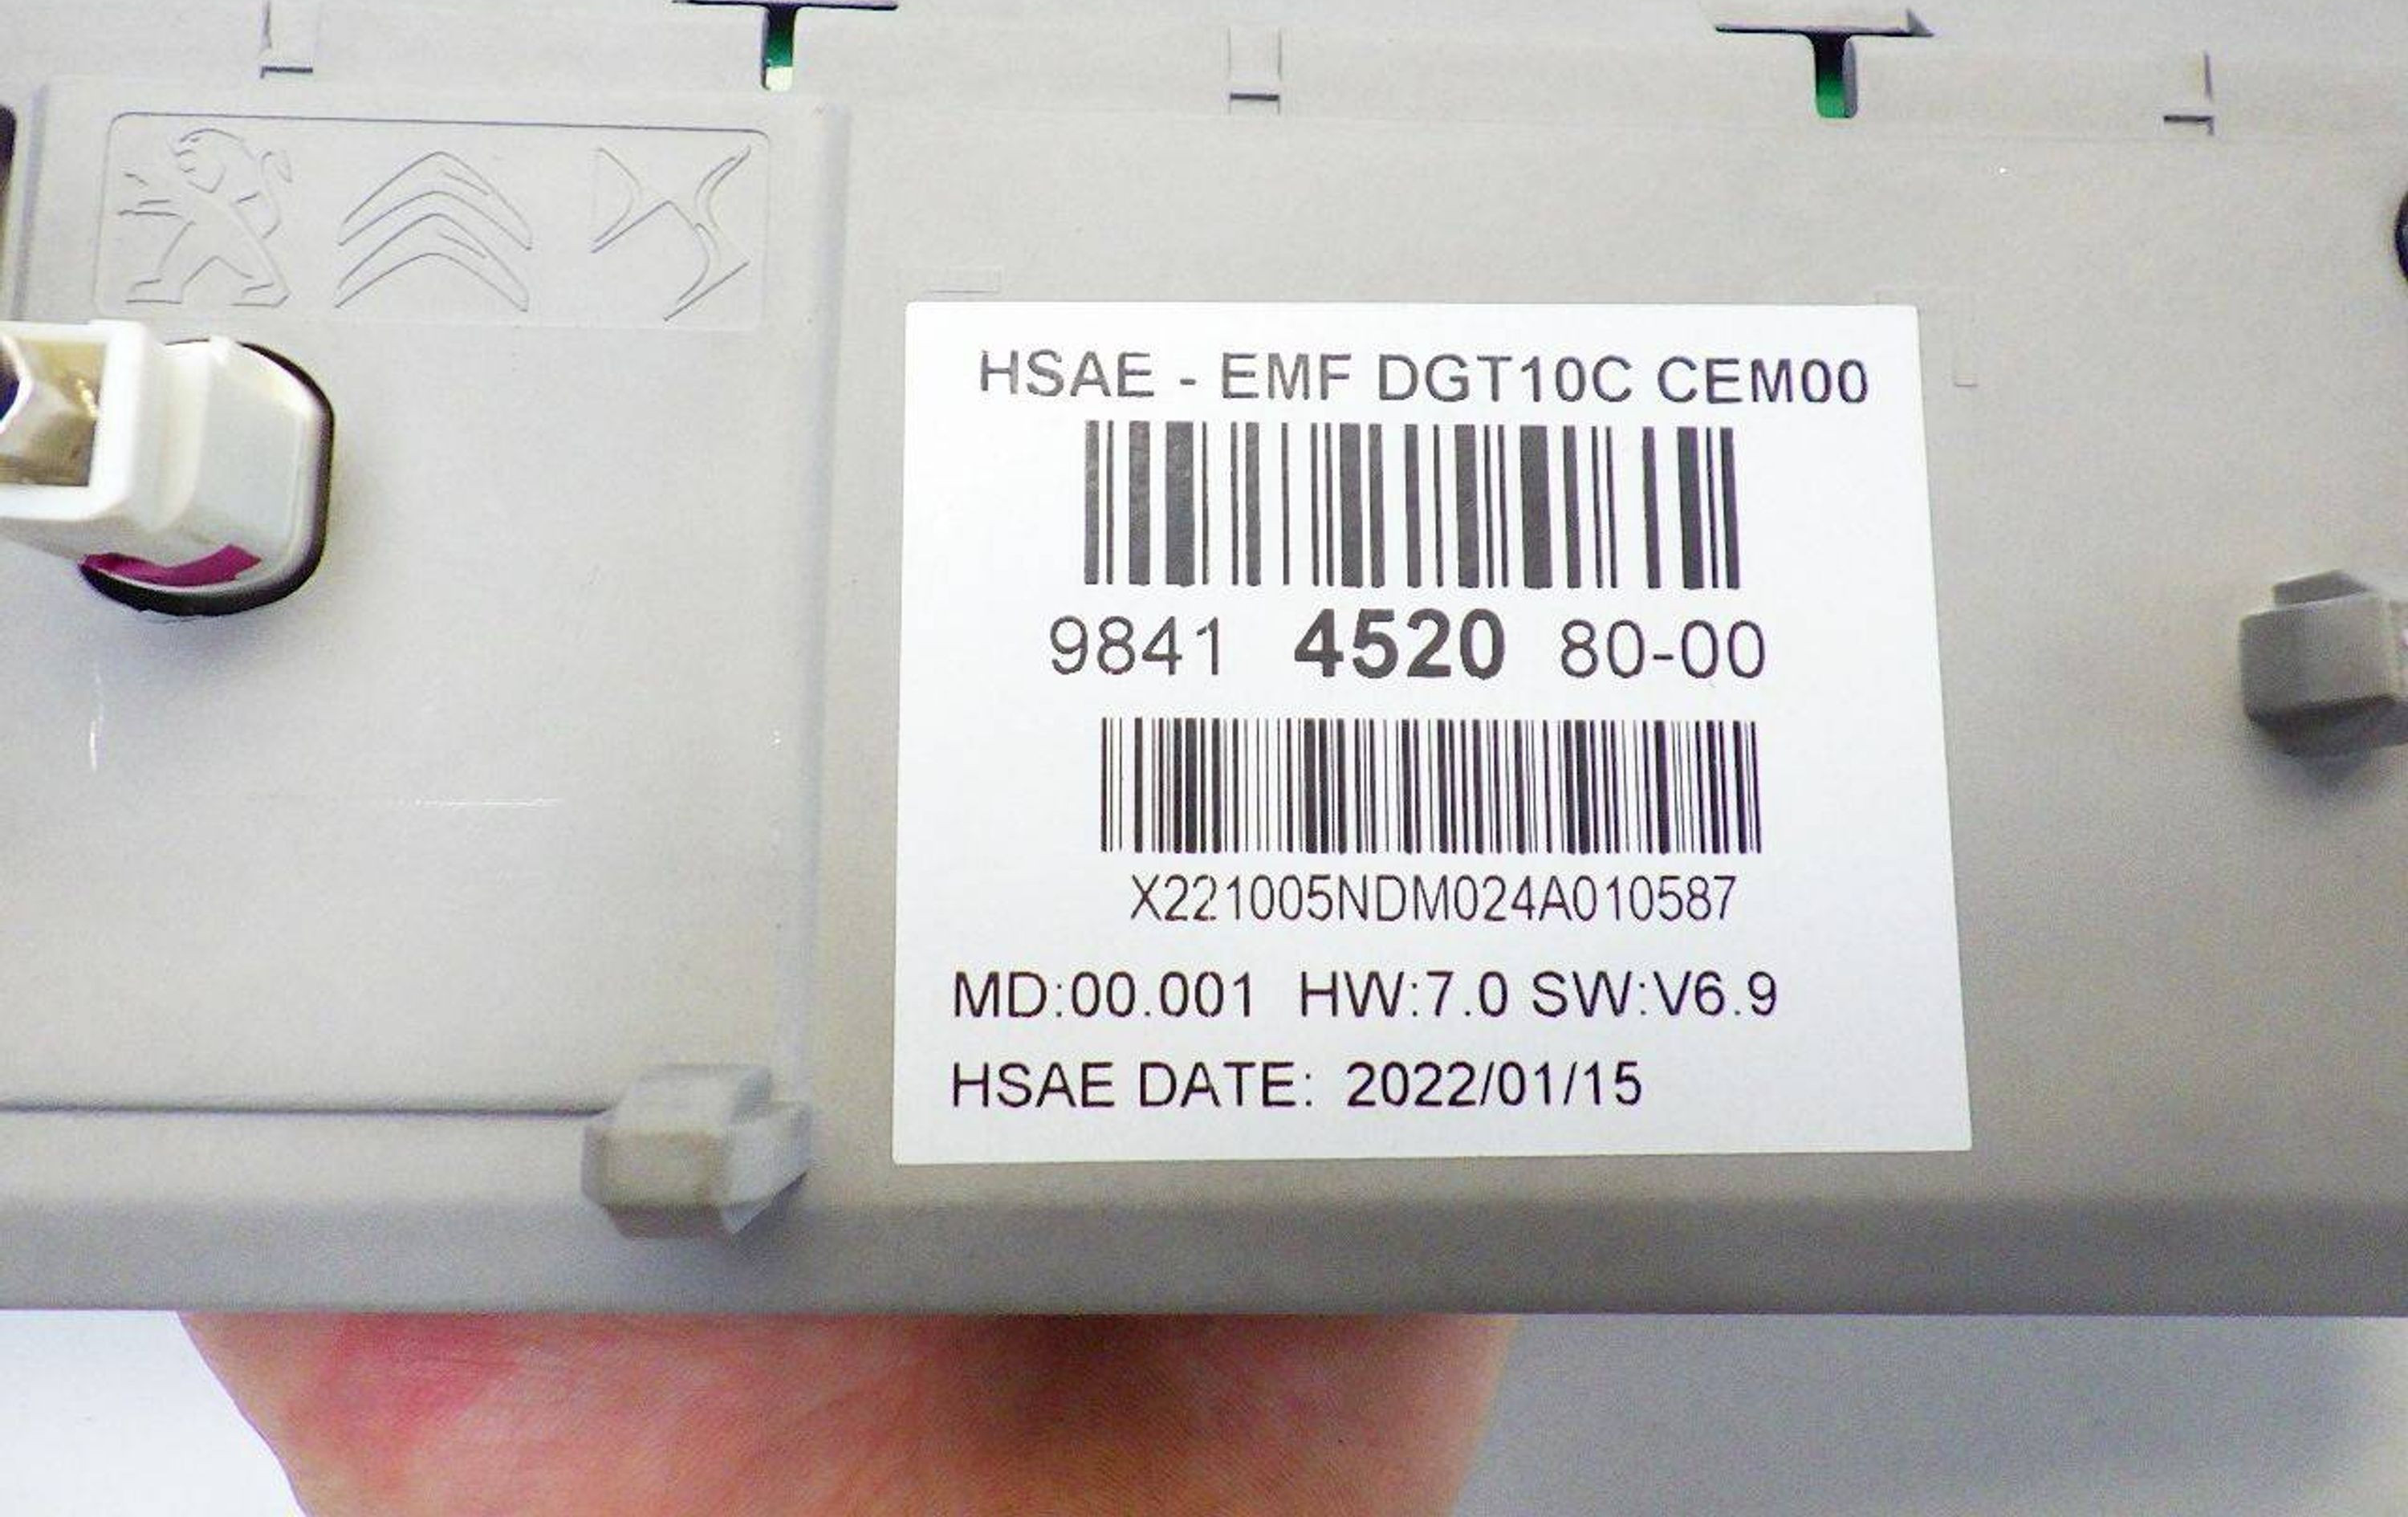 HSAE - EMF DGT10C CEM00
9841 4520 80-00
X221005NDM024A010587
MD:00.001 HW:7.0 SW:V6.9
HSAE DATE: 2022/01/15